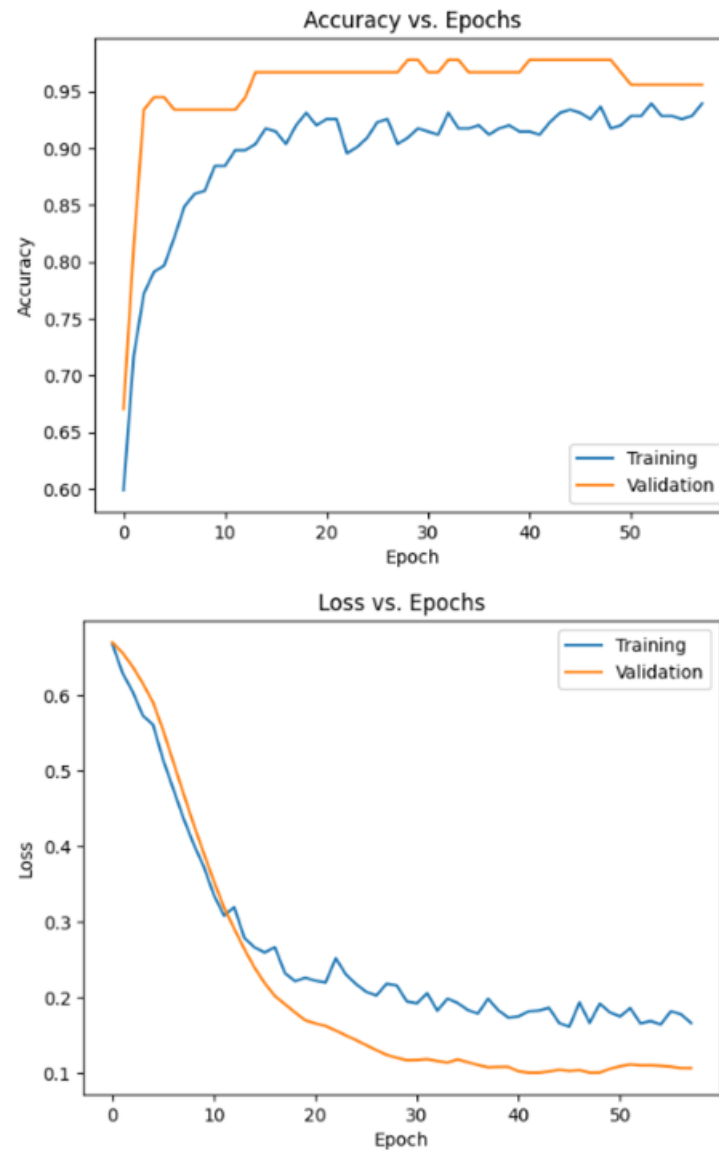 Accuracy vs. Epochs
0.95
0.90
0.85
0.80
0.75
0.70
0.65
0.60
Accuracy
Training
Validation
0
10
20
30
40
50
Epoch
Loss vs. Epochs
Training
Validation
0.6
0.5
0.4
0.3
0.2
0.1
Loss
0
10
20
30
40
50
Epoch